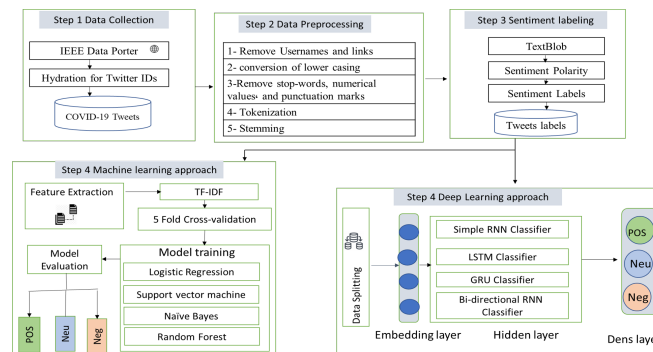 Step 1 Data Collection
IEEE Data Porter
Hydration for Twitter IDs
COVID-19 Tweets
Step 2 Data Preprocessing
1- Remove Usernames and links
2- conversion of lower casing
3-Remove stop-words, numerical
values، and punctuation marks
4- Tokenization
5- Stemming
Step 3 Sentiment labeling
TextBlob
Sentiment Polarity
Sentiment Labels
Tweets labels
Step 4 Machine learning approach
Feature Extraction
TF-IDF
5 Fold Cross-validation
Model training
Logistic Regression
Support vector machine
Naïve Bayes
Random Forest
Model
Evaluation
POS
Neu
Neg
Step 4 Deep Learning approach
Data Splitting
Embedding layer
Simple RNN Classifier
LSTM Classifier
GRU Classifier
Bi-directional RNN
Classifier
Hidden layer
POS
Neu
Neg
Dens laye